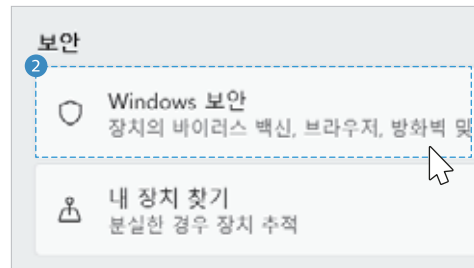 보안
2
Windows 보안
장치의 바이러스 백신, 브라우저, 방화벽 및
내 장치 찾기
분실한 경우 장치 추적